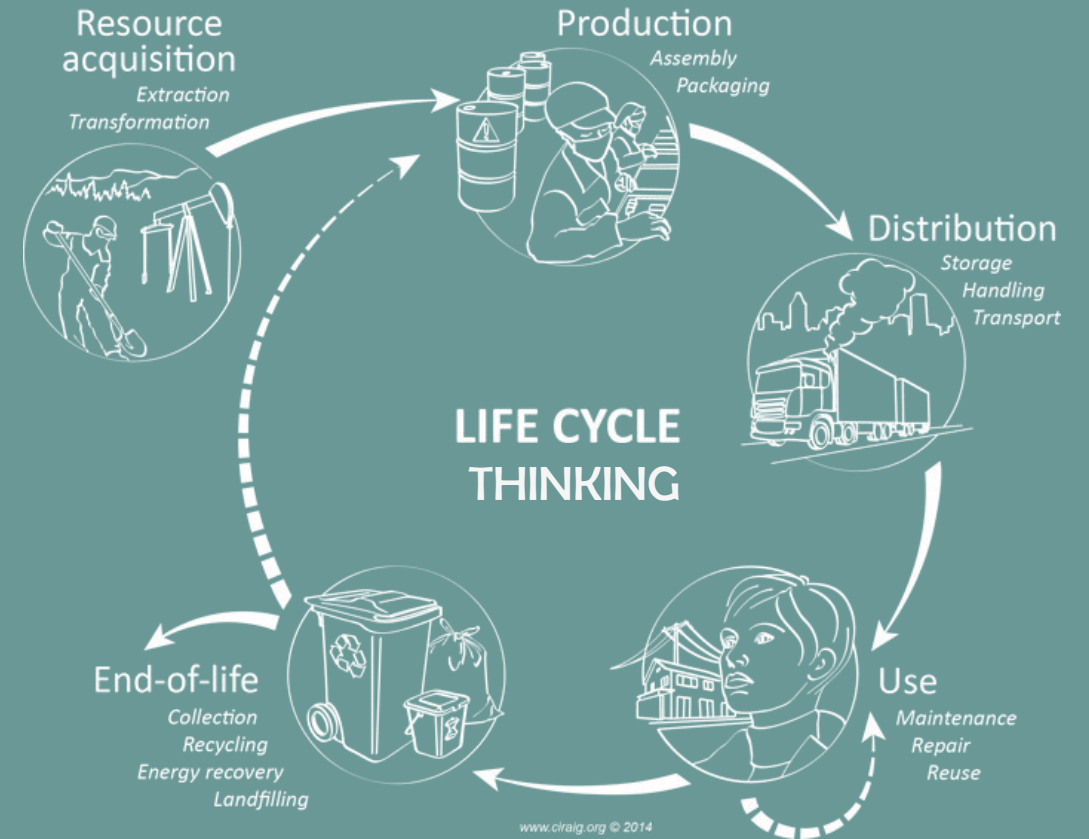 Resource
acquisition
Extraction
Transformation
Production
Assembly
Packaging
Distribution
Storage
Handling
Transport
LIFE CYCLE
THINKING
Use
Maintenance
Repair
Reuse
End-of-life
Collection
Recycling
Energy recovery
Landfilling
www.ciraig.org © 2014